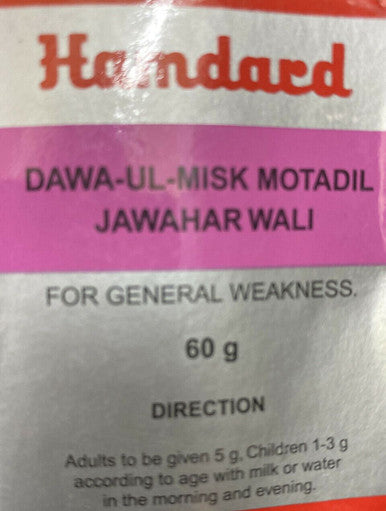 Hamdard
DAWA-UL-MISK MOTADIL
JAWAHAR WALI
FOR GENERAL WEAKNESS.
60 g
DIRECTION
Adults to be given 5 g, Children 1-3 g
according to age with milk or water
in the morning and evening.